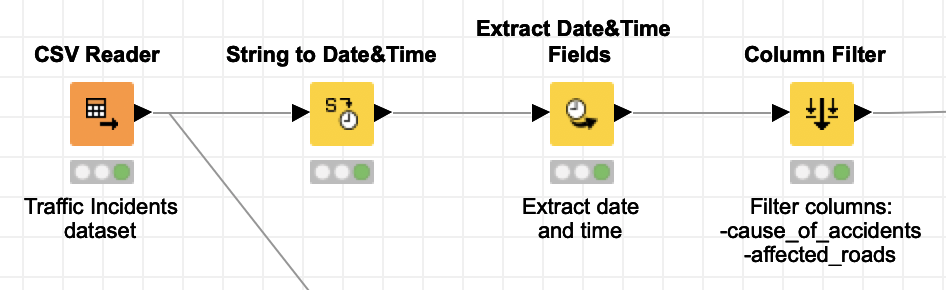 CSV Reader
String to Date&Time
Extract Date&Time
Fields
Column Filter
S
Traffic Incidents
dataset
Extract date
and time
Filter columns:
-cause_of_accidents
-affected_roads